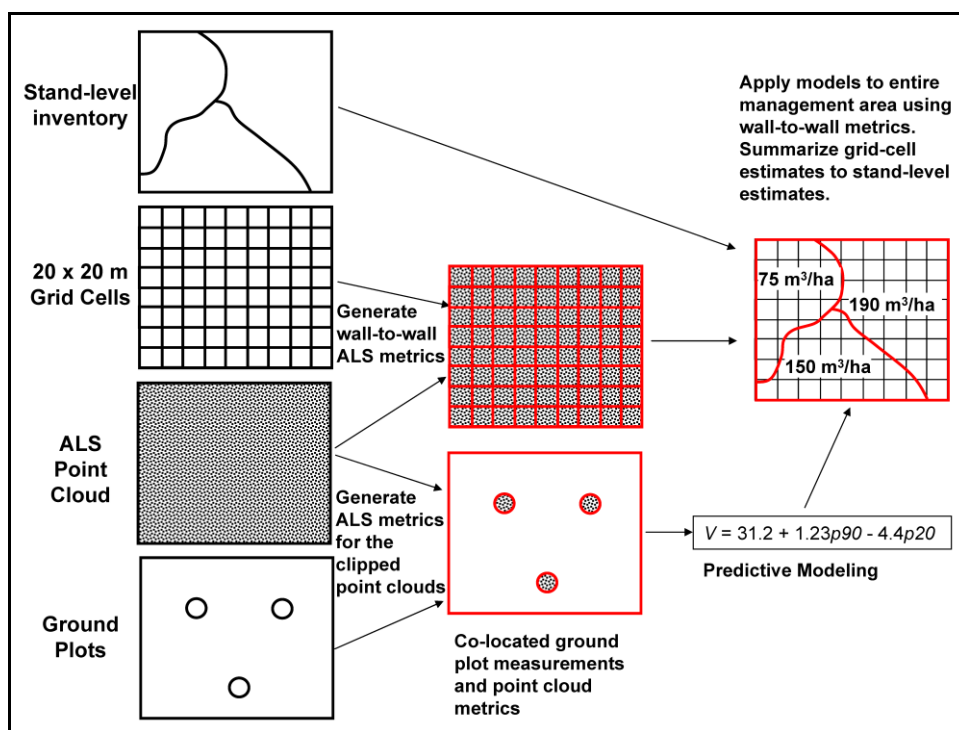 Stand-level
inventory
20 x 20 m
Grid Cells
ALS
Point
Cloud
Ground
Plots
Generate
wall-to-wall
ALS metrics
Generate
ALS metrics
for the
clipped
point clouds
Co-located ground
plot measurements
and point cloud
metrics
V = 31.2 + 1.23p90 - 4.4p20
Predictive Modeling
Apply models to entire
management area using
wall-to-wall metrics.
Summarize grid-cell
estimates to stand-level
estimates.
75 m³/ha
190 m³/ha
150 m³/ha